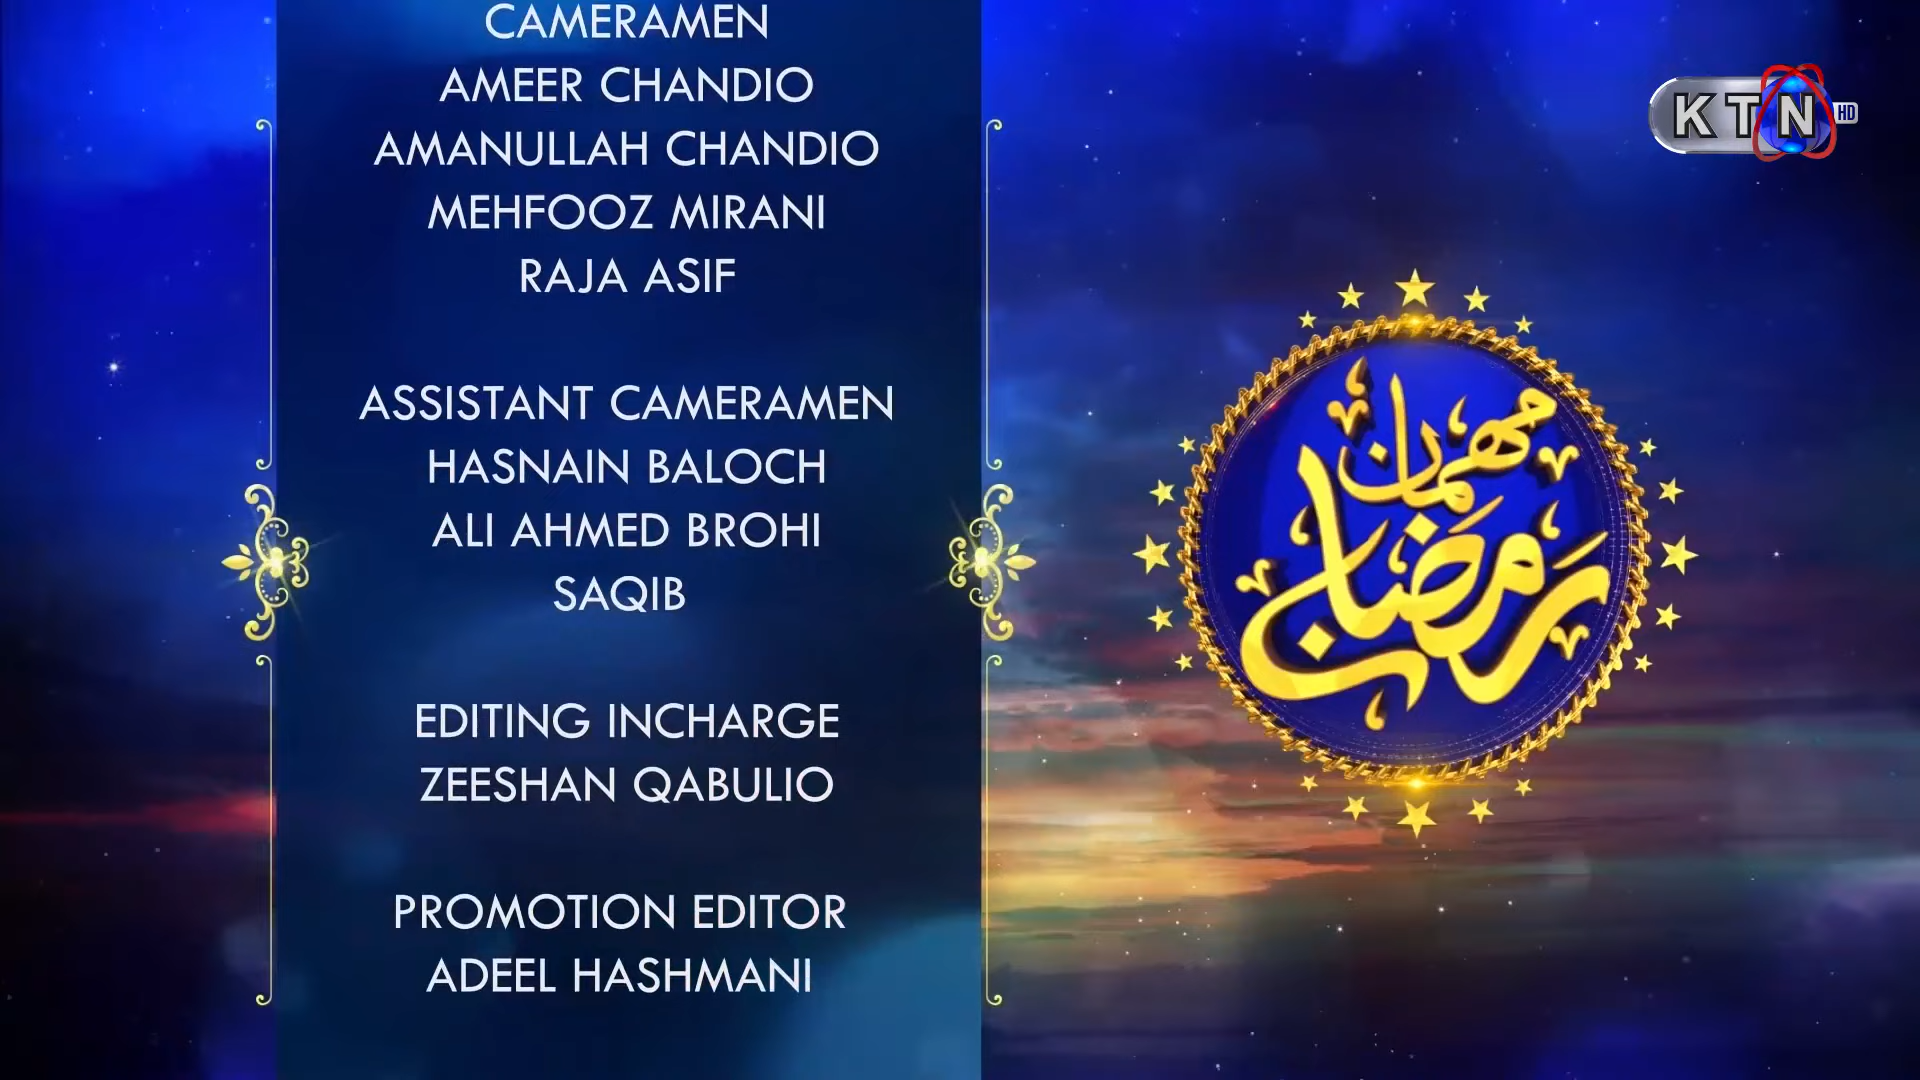 CAMERAMEN
AMEER CHANDIO
AMANULLAH CHANDIO
MEHFOOZ MIRANI
RAJA ASIF
ASSISTANT CAMERAMEN
HASNAIN BALOCH
ALI AHMED BROHI
SAQIB
EDITING INCHARGE
ZEESHAN QABULIO
PROMOTION EDITOR
ADEEL HASHMANI
KTN HD
مهمان
رمضان